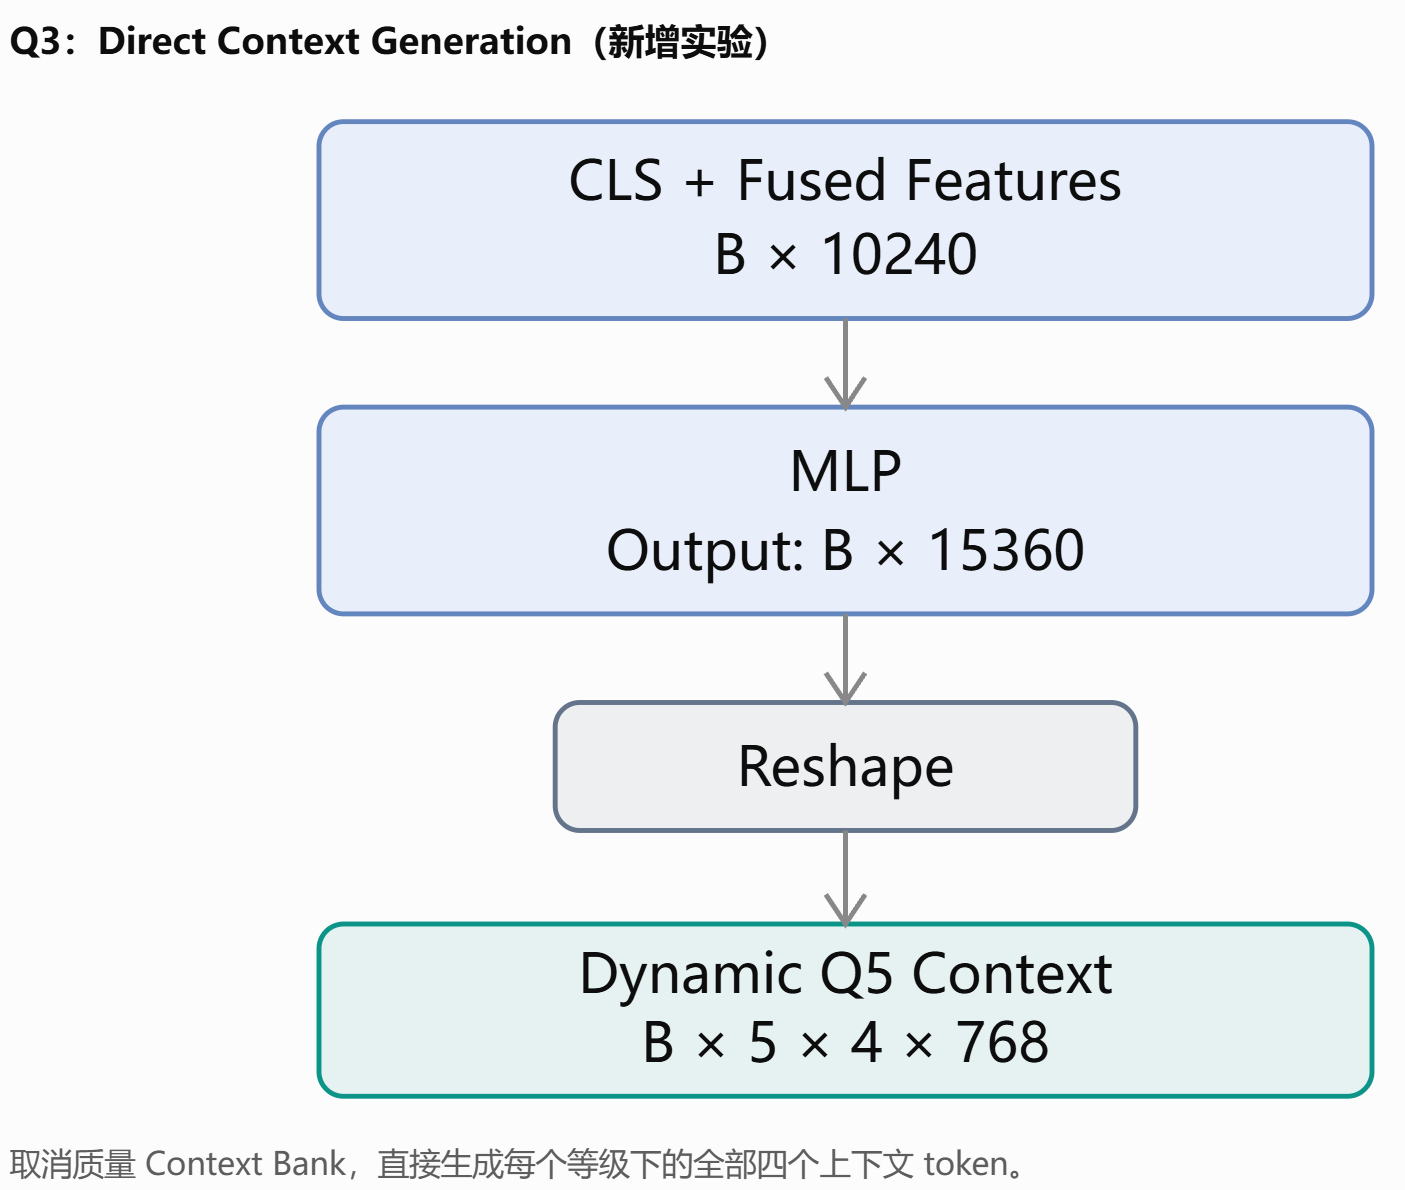 Q3：Direct Context Generation（新增实验）
CLS + Fused Features
B × 10240
MLP
Output: B × 15360
Reshape
Dynamic Q5 Context
B × 5 × 4 × 768
取消质量 Context Bank，直接生成每个等级下的全部四个上下文 token。